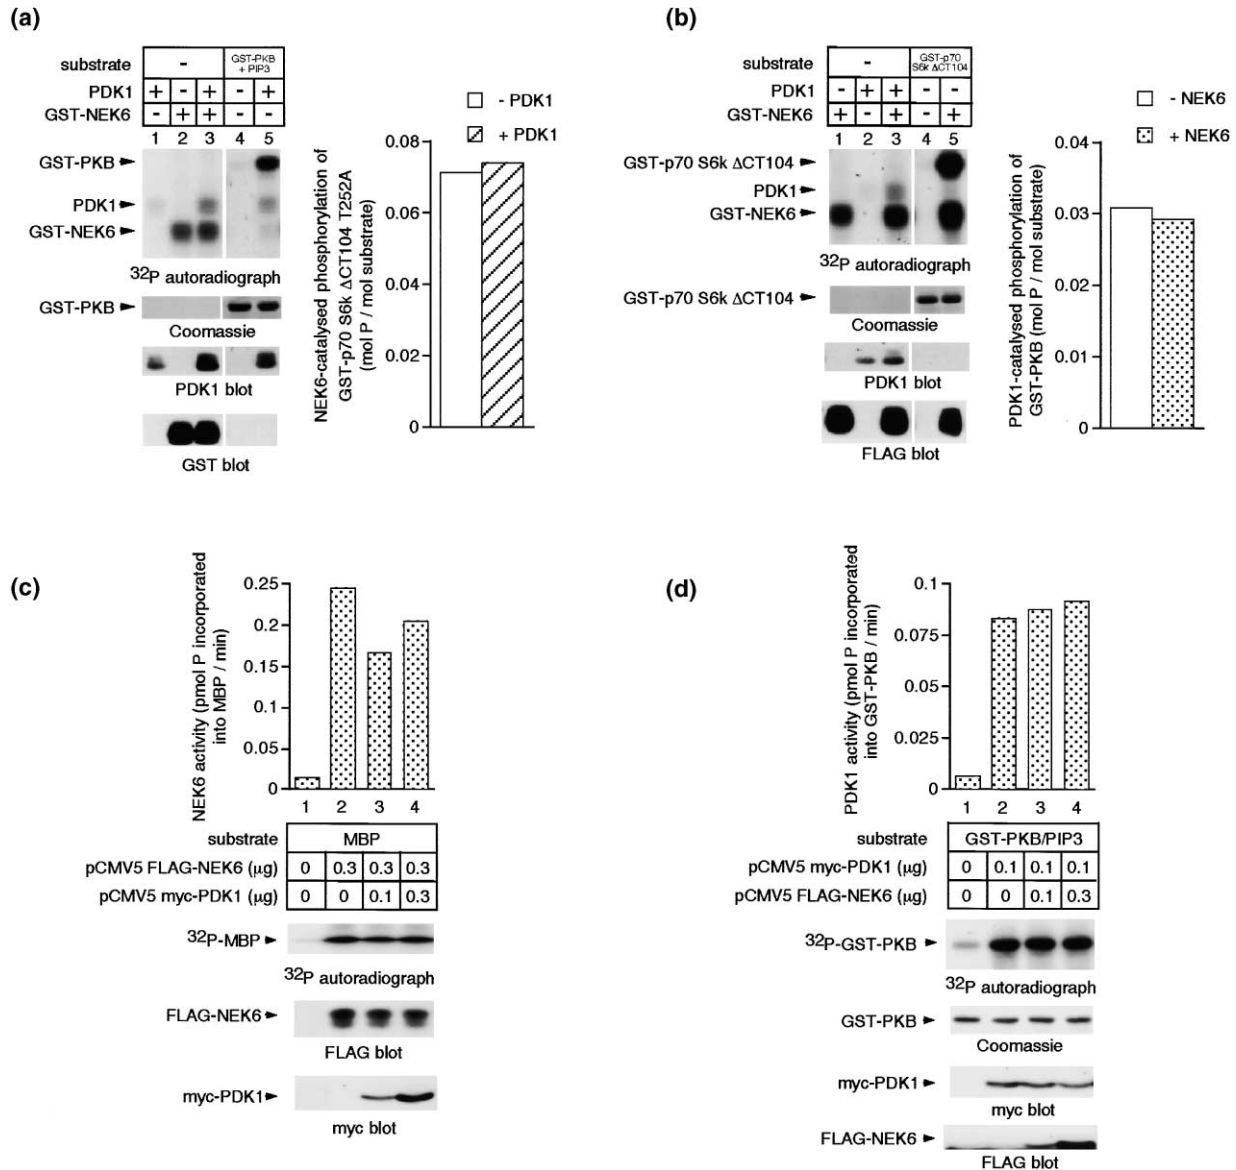 (a)
substrate - GST-PKB + PIP3
PDK1 + - + - +
GST-NEK6 - + + - -
1 2 3 4 5
GST-PKB
PDK1
GST-NEK6
32P autoradiograph
GST-PKB
Coomassie
PDK1 blot
GST blot
NEK6-catalysed phosphorylation of
GST-p70 S6k ΔCT104 T252A
(mol P / mol substrate)
- PDK1
+ PDK1
0.08
0.06
0.04
0.02
0
(b)
substrate - GST-p70 S6k ΔCT104
PDK1 - + + - -
GST-NEK6 + - + - +
1 2 3 4 5
GST-p70 S6k ΔCT104
PDK1
GST-NEK6
32P autoradiograph
GST-p70 S6k ΔCT104
Coomassie
PDK1 blot
FLAG blot
PDK1-catalysed phosphorylation of
GST-PKB (mol P / mol substrate)
- NEK6
+ NEK6
0.04
0.03
0.02
0.01
0
(c)
NEK6 activity (pmol P incorporated
into MBP / min)
0.25
0.2
0.15
0.1
0.05
0
1 2 3 4
substrate MBP
pCMV5 FLAG-NEK6 (μg) 0 0.3 0.3 0.3
pCMV5 myc-PDK1 (μg) 0 0 0.1 0.3
32P-MBP
32P autoradiograph
FLAG-NEK6
FLAG blot
myc-PDK1
myc blot
(d)
PDK1 activity (pmol P incorporated
into GST-PKB / min)
0.1
0.075
0.05
0.025
0
1 2 3 4
substrate GST-PKB/PIP3
pCMV5 myc-PDK1 (μg) 0 0.1 0.1 0.1
pCMV5 FLAG-NEK6 (μg) 0 0 0.1 0.3
32P-GST-PKB
32P autoradiograph
GST-PKB
Coomassie
myc-PDK1
myc blot
FLAG-NEK6
FLAG blot